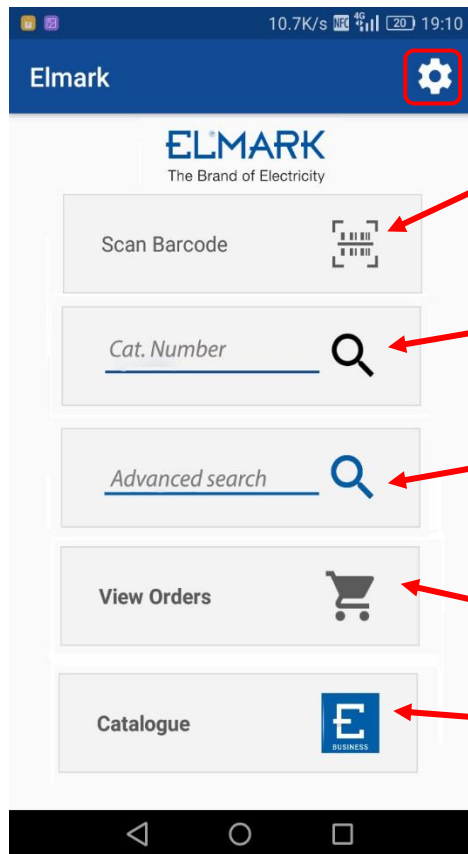 10.7K/s NFC 4G 20 19:10
Elmark
ELMARK
The Brand of Electricity
Scan Barcode
Cat. Number
Advanced search
View Orders
Catalogue
E
BUSINESS